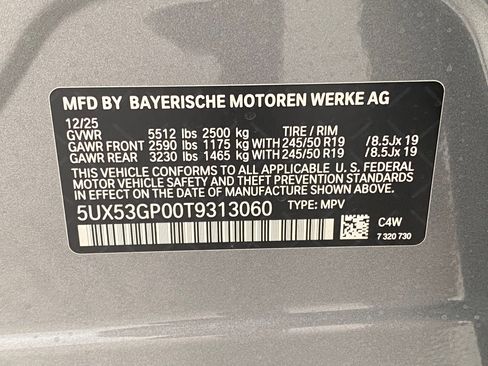 MFD BY BAYERISCHE MOTOREN WERKE AG
12/25
GVWR 5512 lbs 2500 kg TIRE / RIM
GAWR FRONT 2590 lbs 1175 kg WITH 245/50 R19 / 8.5Jx 19
GAWR REAR 3230 lbs 1465 kg WITH 245/50 R19 / 8.5Jx 19
THIS VEHICLE CONFORMS TO ALL APPLICABLE U. S. FEDERAL
MOTOR VEHICLE SAFETY STANDARDS IN EFFECT ON THE
DATE OF MANUFACTURE SHOWN ABOVE.
5UX53GP00T9313060 TYPE: MPV
C4W
7 320 730